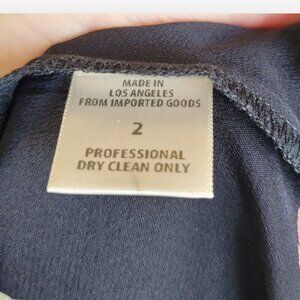 MADE IN
LOS ANGELES
FROM IMPORTED GOODS
2
PROFESSIONAL
DRY CLEAN ONLY